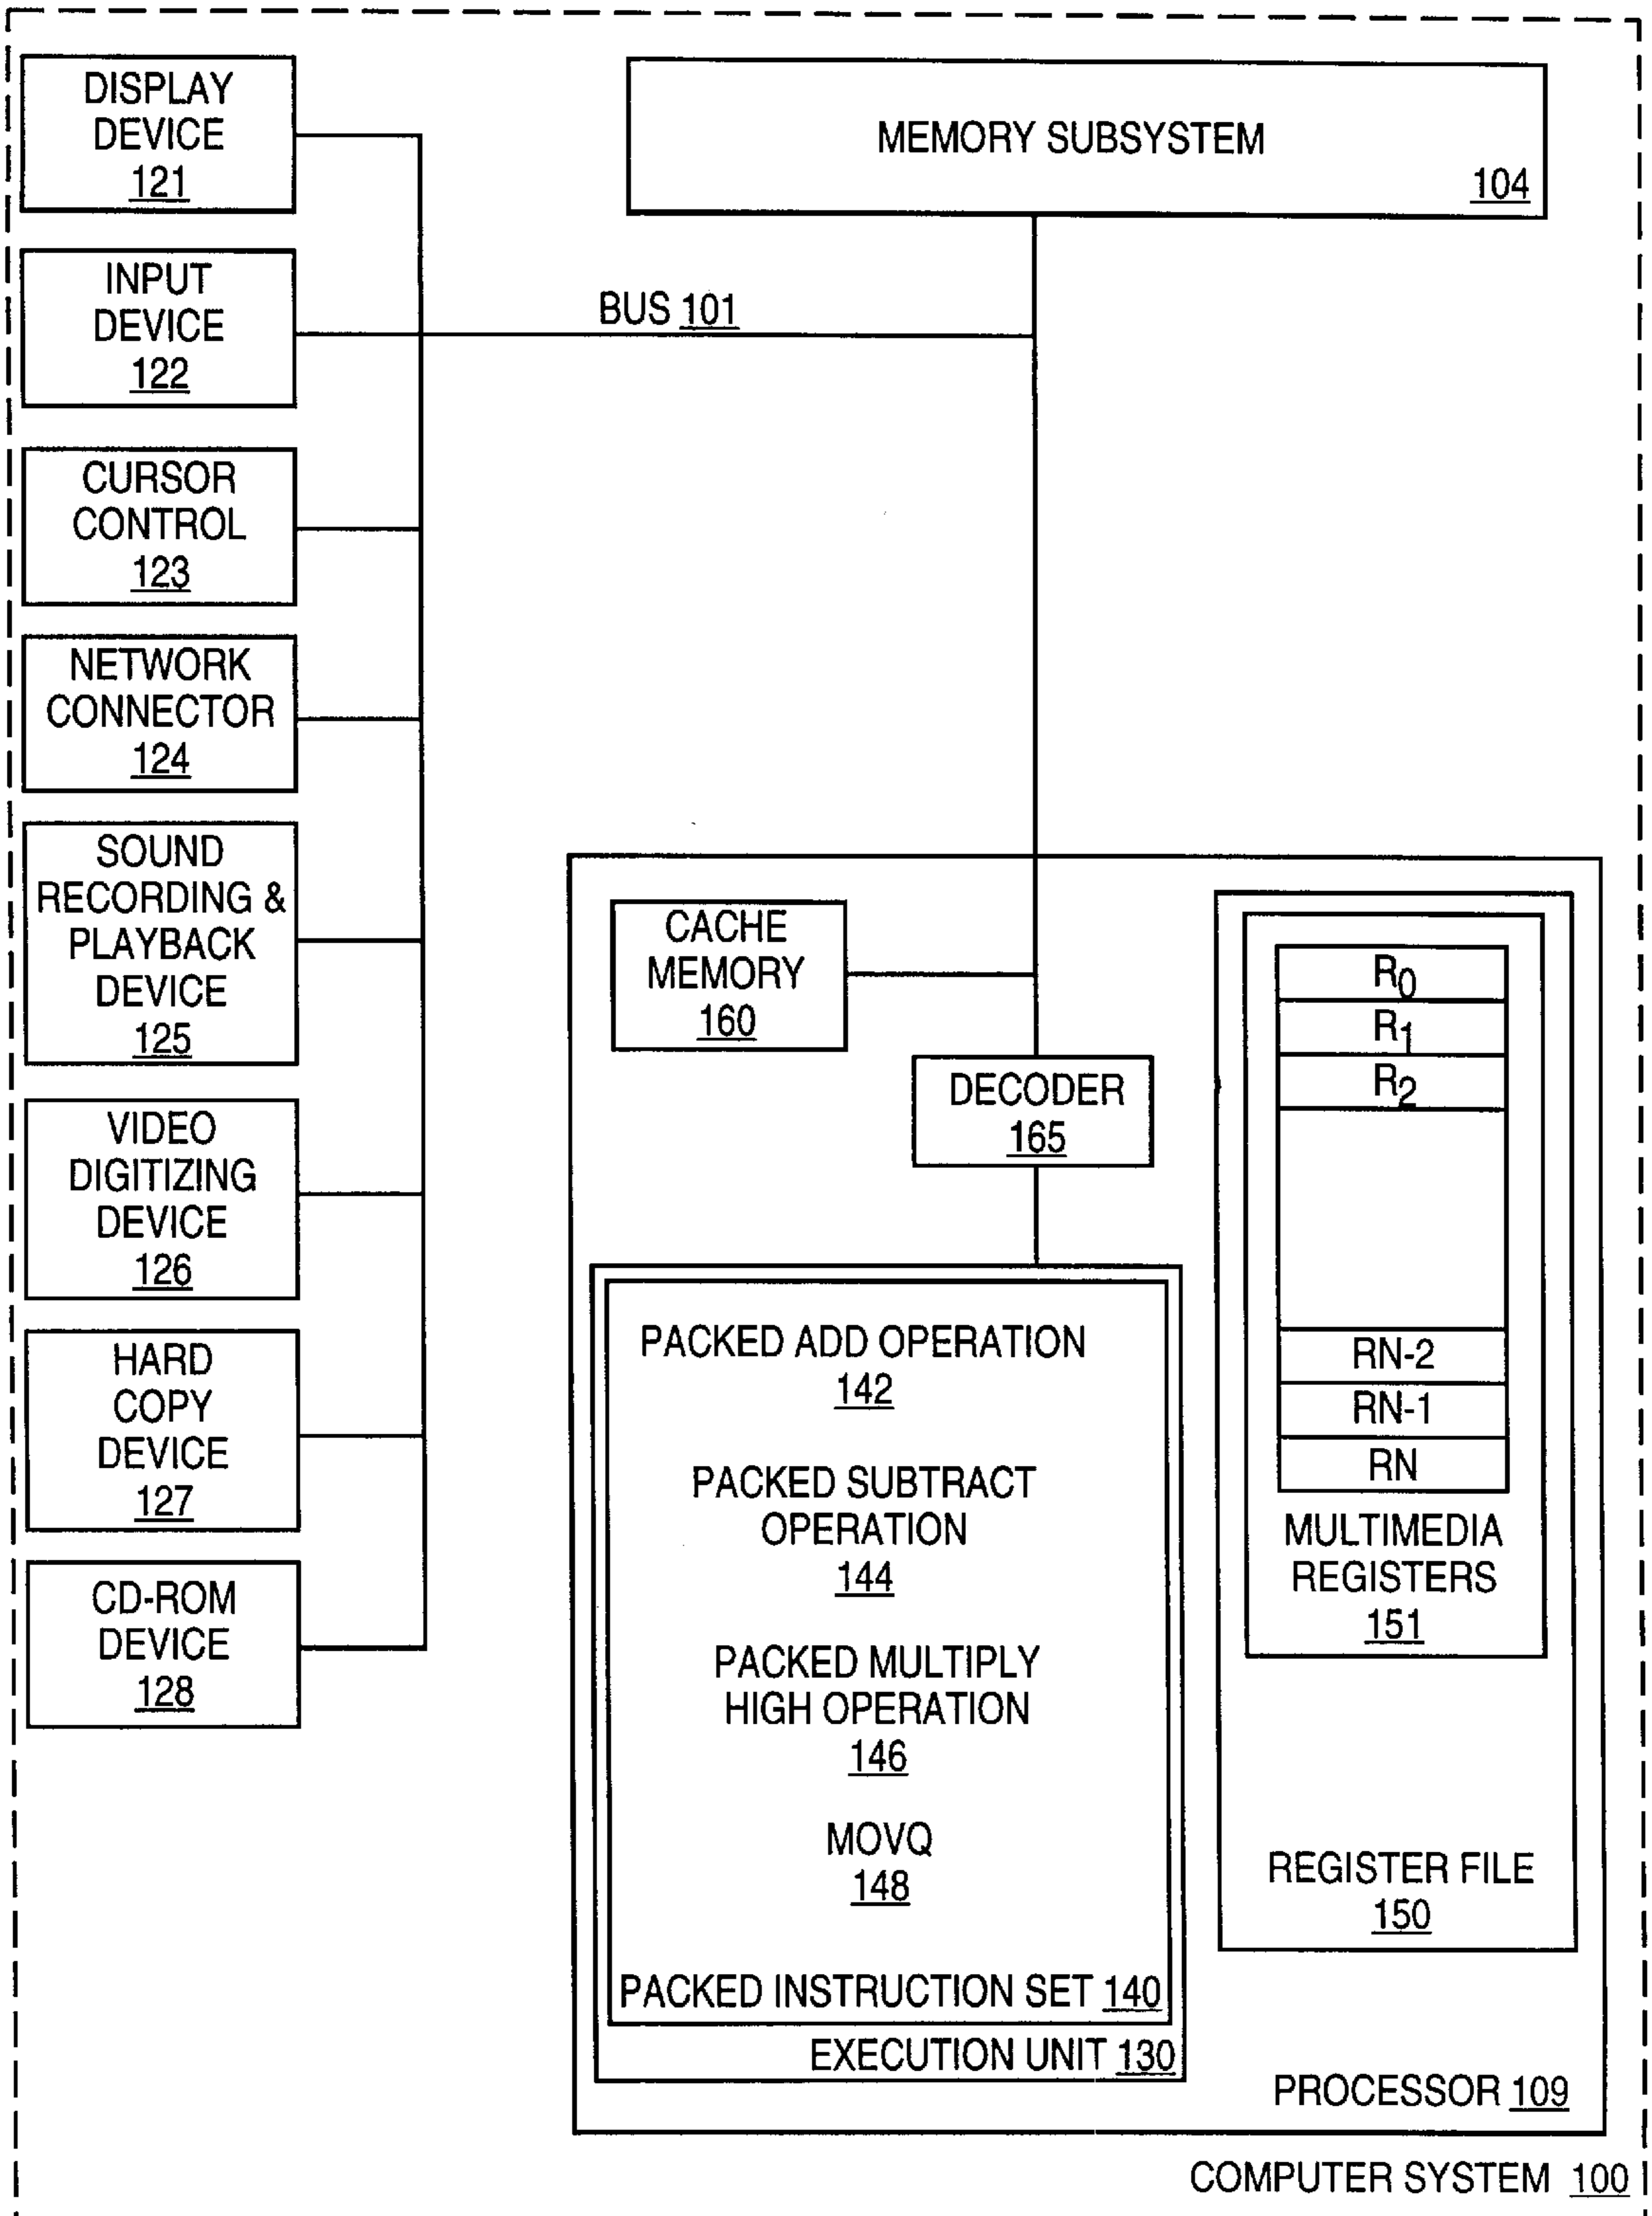 DISPLAY
DEVICE
121
MEMORY SUBSYSTEM
104
INPUT
DEVICE
122
BUS 101
CURSOR
CONTROL
123
NETWORK
CONNECTOR
124
SOUND
RECORDING &
PLAYBACK
DEVICE
125
VIDEO
DIGITIZING
DEVICE
126
HARD
COPY
DEVICE
127
CD-ROM
DEVICE
128
CACHE
MEMORY
160
DECODER
165
PACKED ADD OPERATION
142
PACKED SUBTRACT
OPERATION
144
PACKED MULTIPLY
HIGH OPERATION
146
MOVQ
148
PACKED INSTRUCTION SET 140
EXECUTION UNIT 130
R0
R1
R2
RN-2
RN-1
RN
MULTIMEDIA
REGISTERS
151
REGISTER FILE
150
PROCESSOR 109
COMPUTER SYSTEM 100